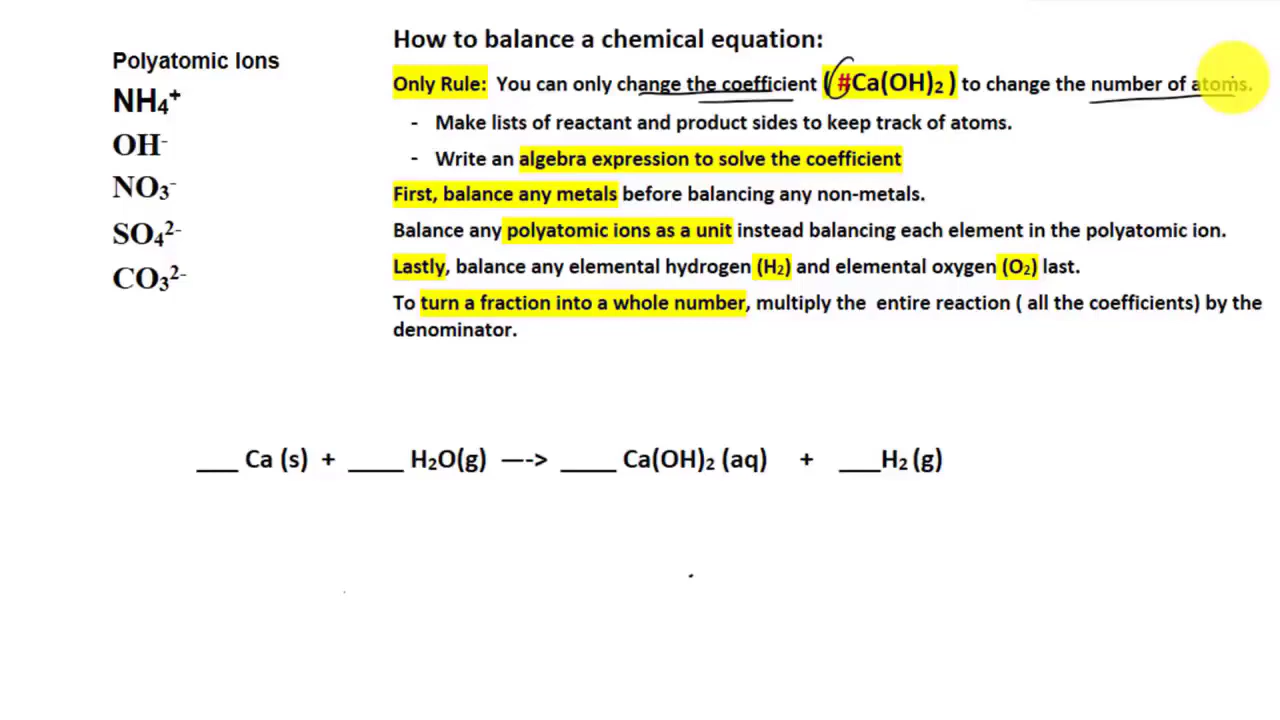 Polyatomic Ions
NH₄⁺
OH⁻
NO₃⁻
SO₄²⁻
CO₃²⁻
How to balance a chemical equation:
Only Rule: You can only change the coefficient (#Ca(OH)₂ ) to change the number of atoms.
- Make lists of reactant and product sides to keep track of atoms.
- Write an algebra expression to solve the coefficient
First, balance any metals before balancing any non-metals.
Balance any polyatomic ions as a unit instead balancing each element in the polyatomic ion.
Lastly, balance any elemental hydrogen (H₂) and elemental oxygen (O₂) last.
To turn a fraction into a whole number, multiply the entire reaction ( all the coefficients) by the
denominator.
___ Ca (s) + ____ H₂O(g) —-> ____ Ca(OH)₂ (aq) + ___H₂ (g)